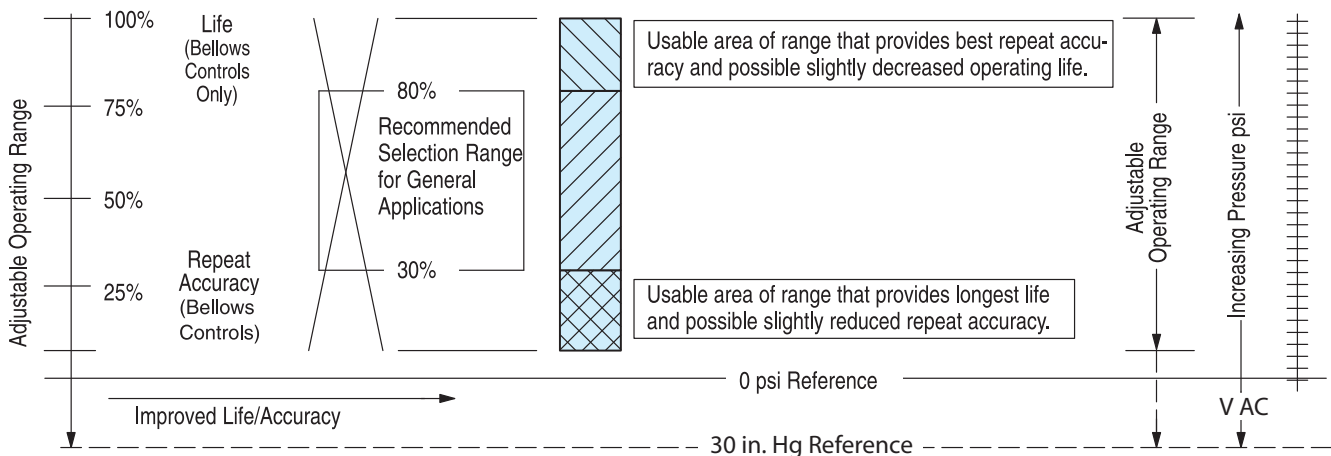 Adjustable Operating Range
100%
75%
50%
25%
Life
(Bellows
Controls
Only)
Repeat
Accuracy
(Bellows
Controls)
80%
Recommended
Selection Range
for General
Applications
30%
Usable area of range that provides best repeat accu-
racy and possible slightly decreased operating life.
Usable area of range that provides longest life
and possible slightly reduced repeat accuracy.
Adjustable
Operating Range
Increasing Pressure psi
0 psi Reference
Improved Life/Accuracy
V AC
30 in. Hg Reference